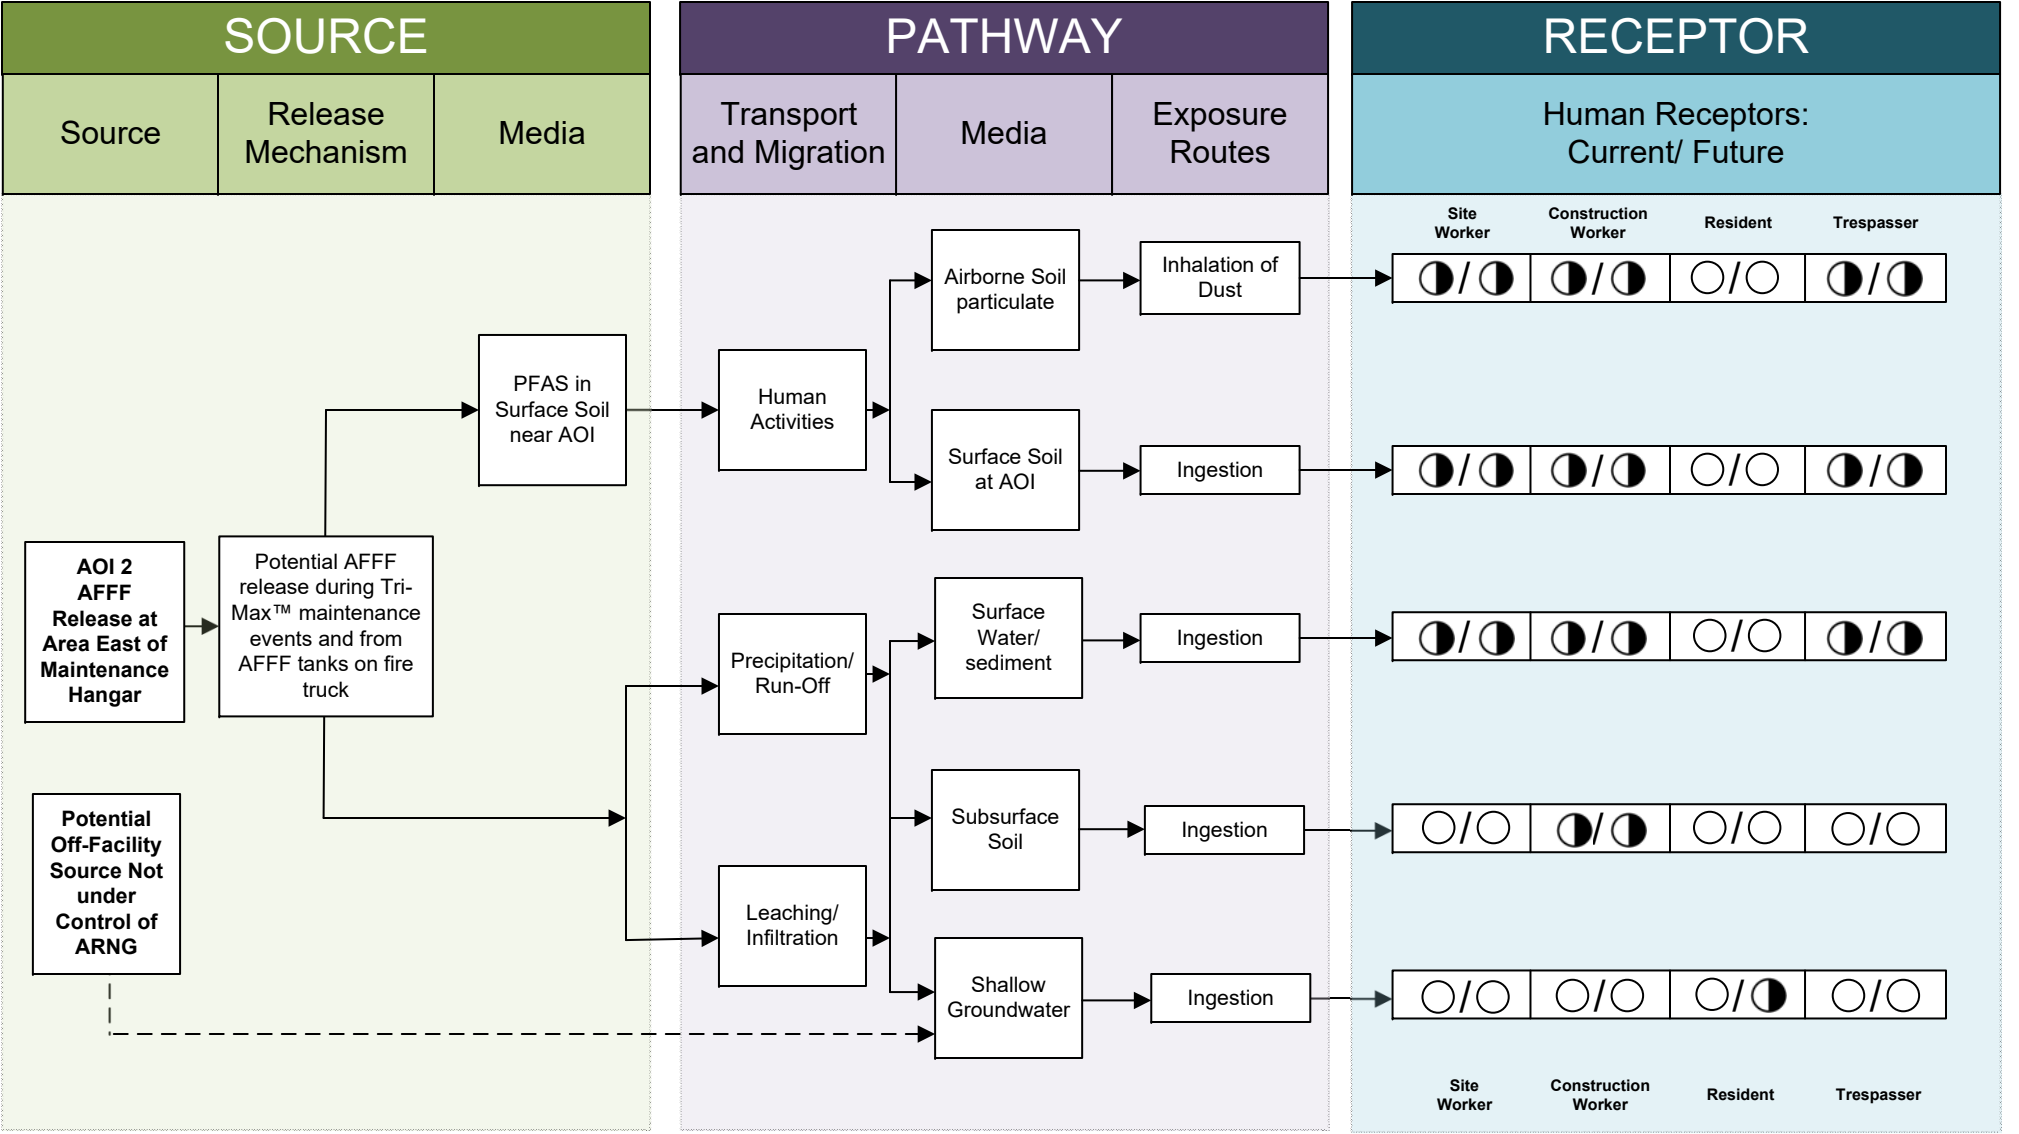 SOURCE
PATHWAY
RECEPTOR
Source
Release
Mechanism
Media
Transport
and Migration
Media
Exposure
Routes
Human Receptors:
Current/ Future
Site
Worker
Construction
Worker
Resident
Trespasser
Airborne Soil
particulate
Inhalation of
Dust
/
/
/
/
PFAS in
Surface Soil
near AOI
Human
Activities
Surface Soil
at AOI
Ingestion
/
/
/
/
AOI 2
AFFF
Release at
Area East of
Maintenance
Hangar
Potential AFFF
release during Tri-
Max™ maintenance
events and from
AFFF tanks on fire
truck
Precipitation/
Run-Off
Surface
Water/
sediment
Ingestion
/
/
/
/
Potential
Off-Facility
Source Not
under
Control of
ARNG
Subsurface
Soil
Ingestion
/
/
/
/
Leaching/
Infiltration
Shallow
Groundwater
Ingestion
/
/
/
/
Site
Worker
Construction
Worker
Resident
Trespasser